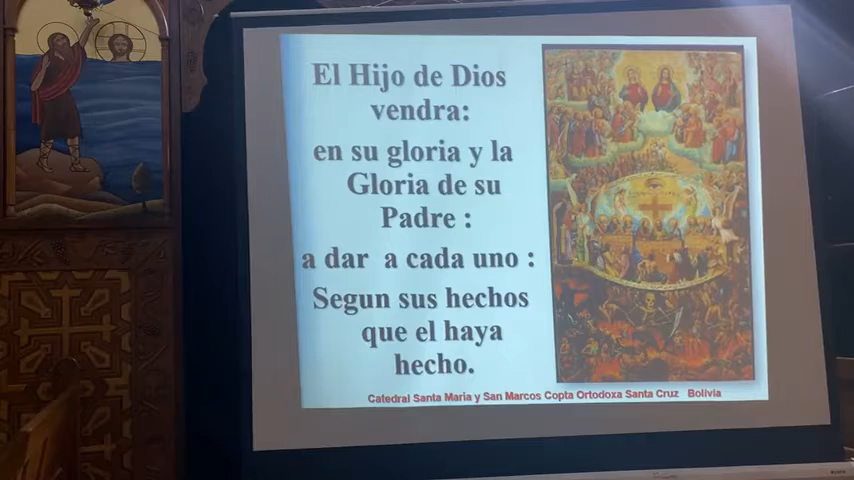 El Hijo de Dios
vendra:
en su gloria y la
Gloria de su
Padre :
a dar a cada uno :
Segun sus hechos
que el haya
hecho.
Catedral Santa Maria y San Marcos Copta Ortodoxa Santa Cruz Bolivia